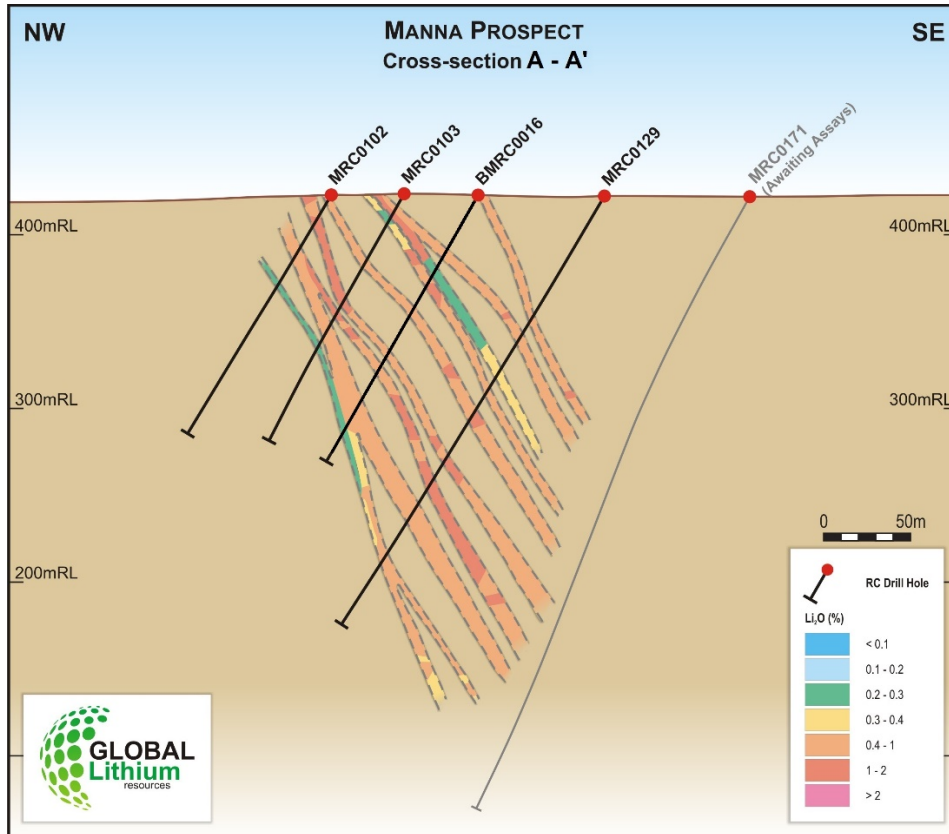 NW
MANNA PROSPECT
SE
Cross-section A - A'
MRC0102
MRC0103
BMRC0016
MRC0129
MRC0171
(Awaiting Assays)
400mRL
400mRL
300mRL
300mRL
200mRL
0 50m
RC Drill Hole
Li₂O (%)
< 0.1
0.1 - 0.2
0.2 - 0.3
0.3 - 0.4
0.4 - 1
1 - 2
> 2
GLOBAL
Lithium
resources